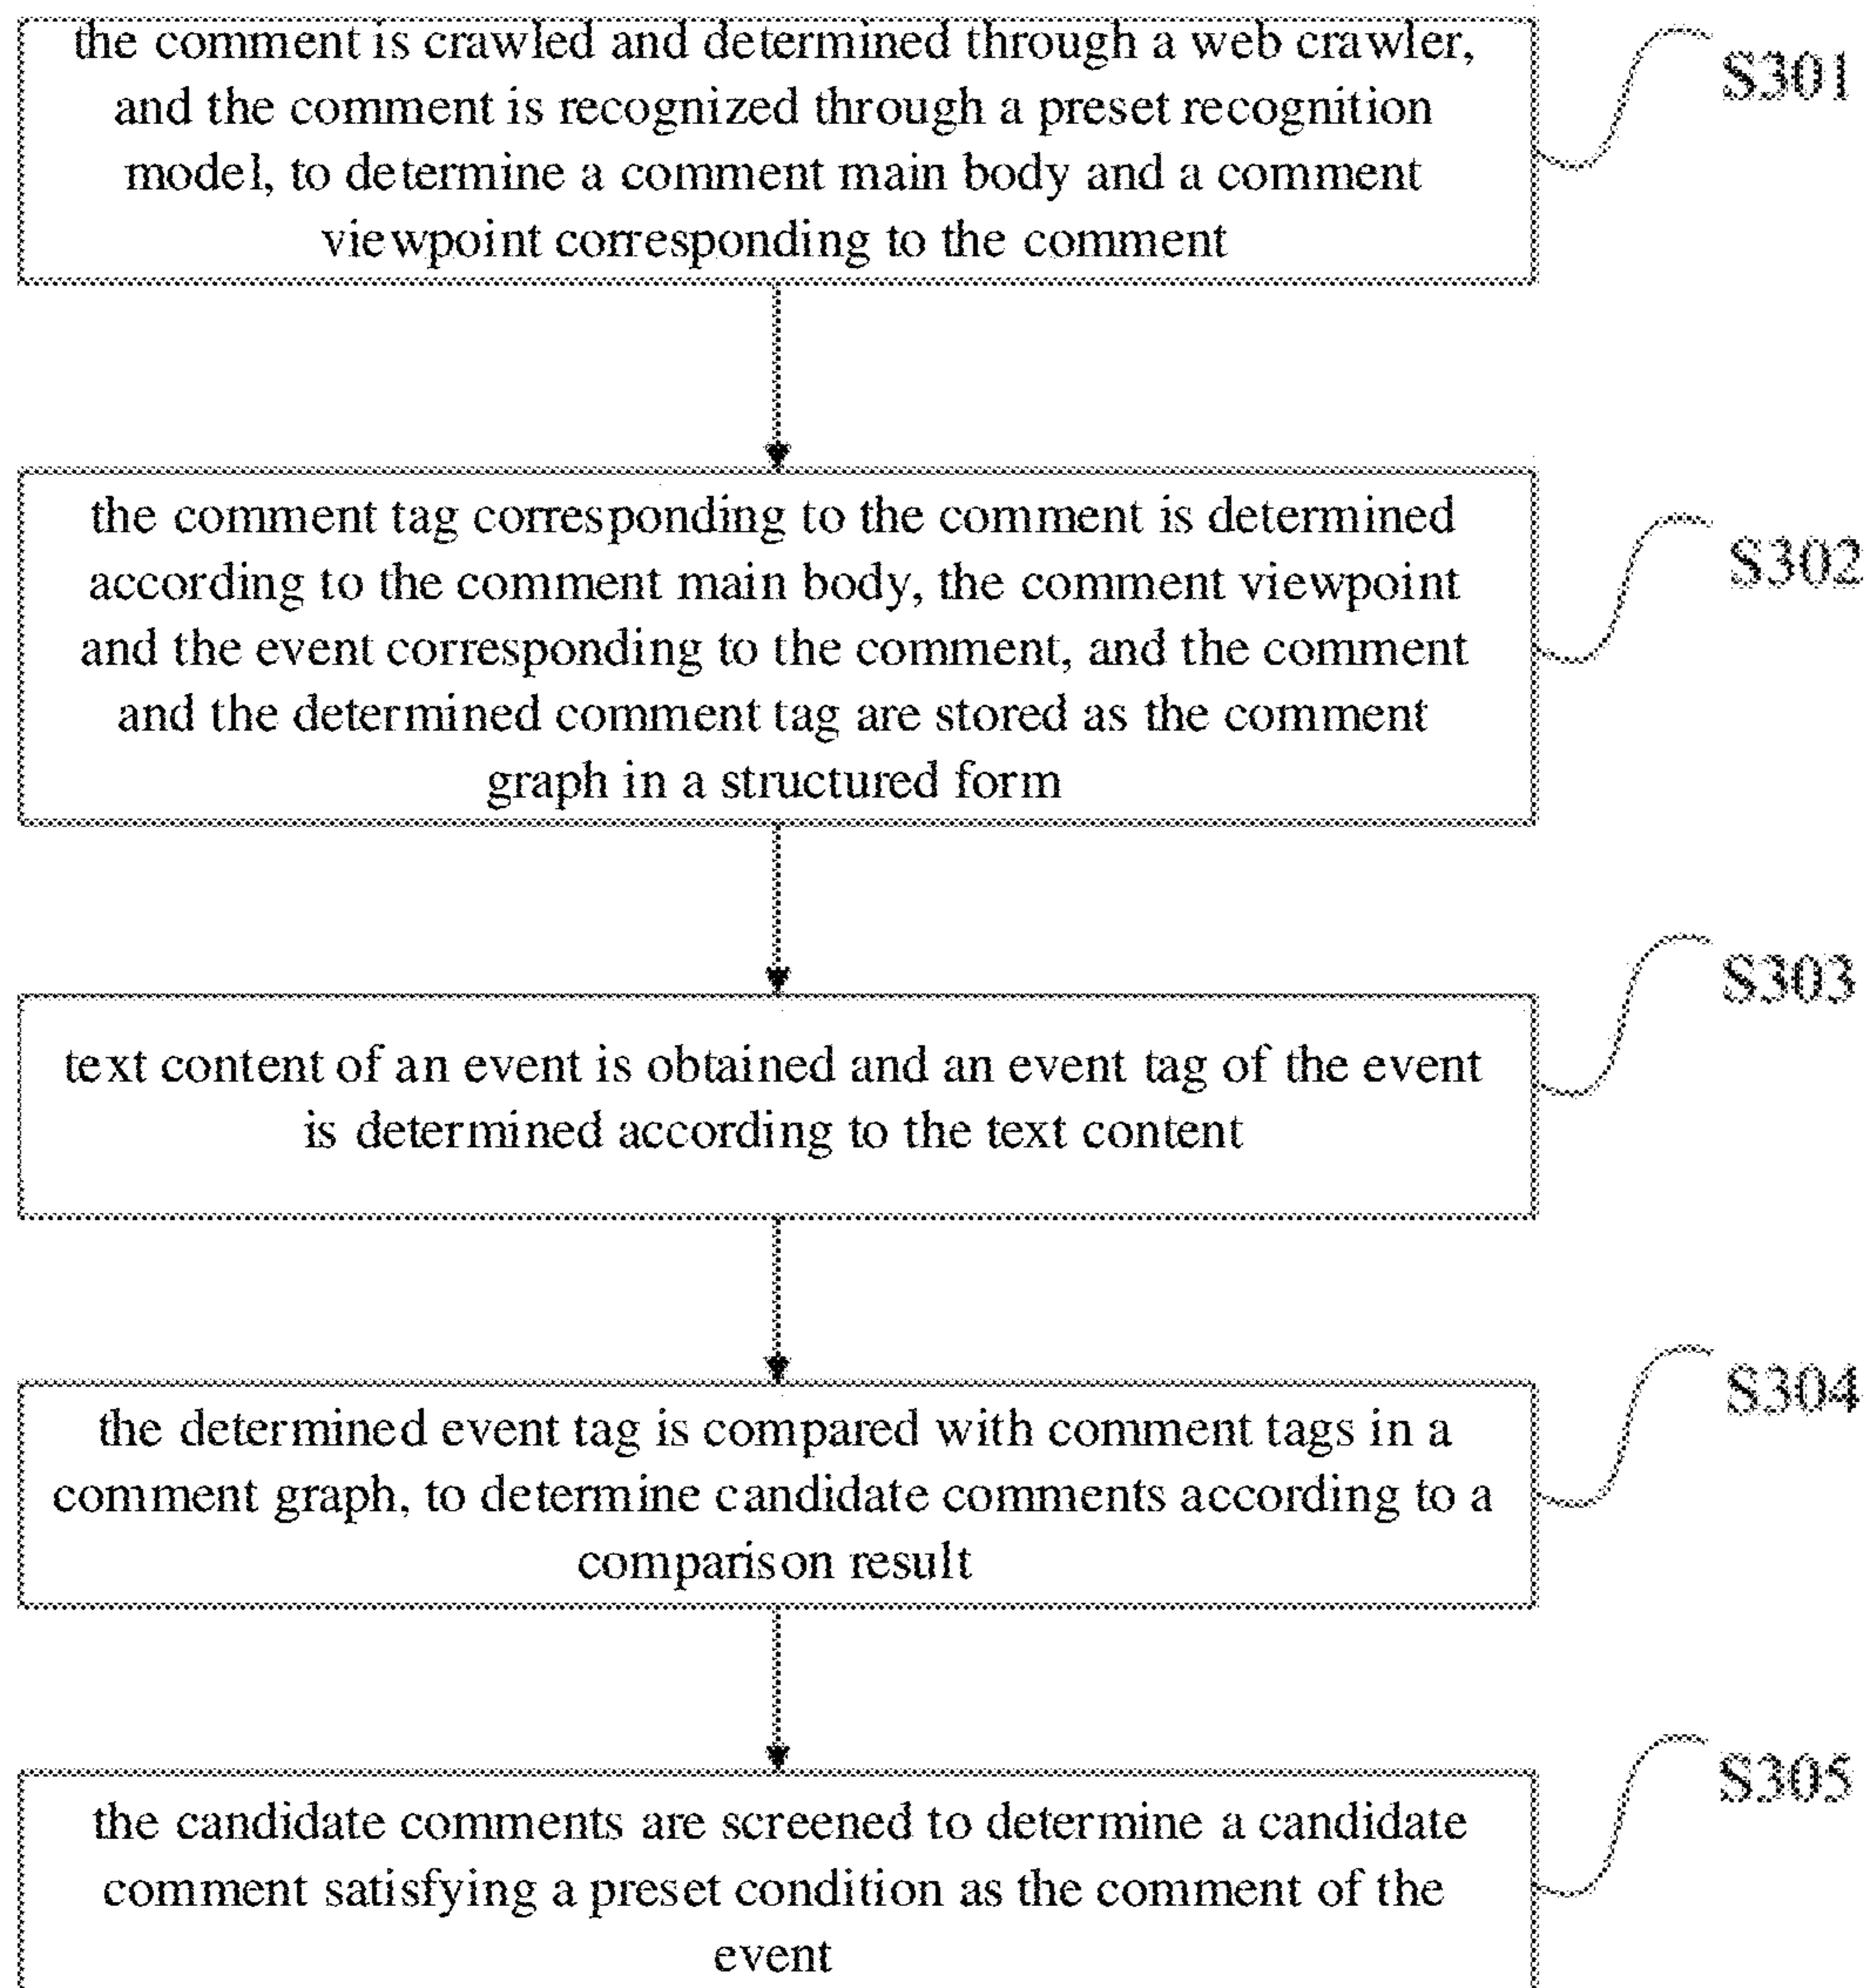 the comment is crawled and determined through a web crawler,
and the comment is recognized through a preset recognition
model, to determine a comment main body and a comment
viewpoint corresponding to the comment
S301
the comment tag corresponding to the comment is determined
according to the comment main body, the comment viewpoint
and the event corresponding to the comment, and the comment
and the determined comment tag are stored as the comment
graph in a structured form
S302
text content of an event is obtained and an event tag of the event
is determined according to the text content
S303
the determined event tag is compared with comment tags in a
comment graph, to determine candidate comments according to a
comparison result
S304
the candidate comments are screened to determine a candidate
comment satisfying a preset condition as the comment of the
event
S305